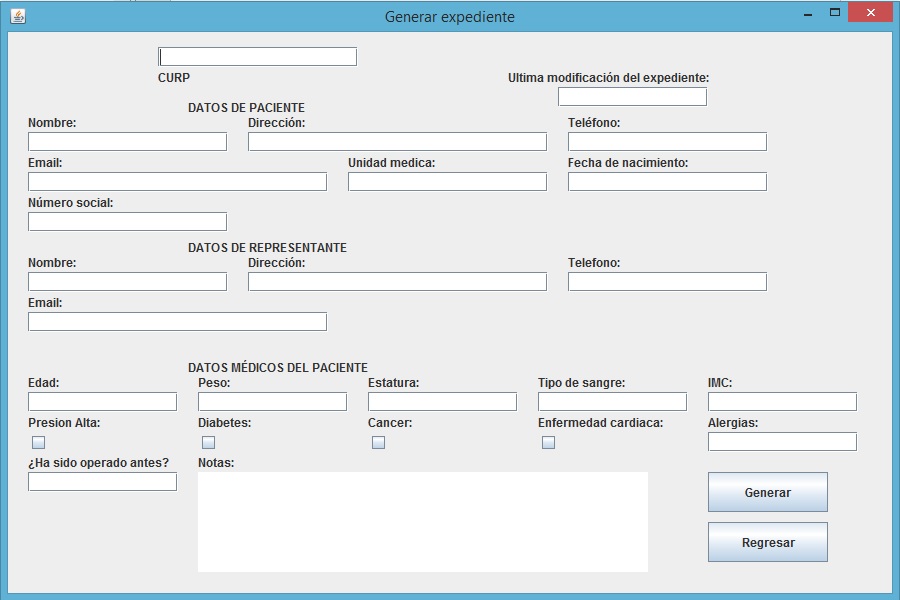 Generar expediente
CURP
Ultima modificación del expediente:
DATOS DE PACIENTE
Nombre: Dirección: Teléfono:
Email: Unidad medica: Fecha de nacimiento:
Número social:
DATOS DE REPRESENTANTE
Nombre: Dirección: Telefono:
Email:
DATOS MÉDICOS DEL PACIENTE
Edad: Peso: Estatura: Tipo de sangre: IMC:
Presion Alta: Diabetes: Cancer: Enfermedad cardiaca: Alergias:
¿Ha sido operado antes? Notas:
Generar
Regresar